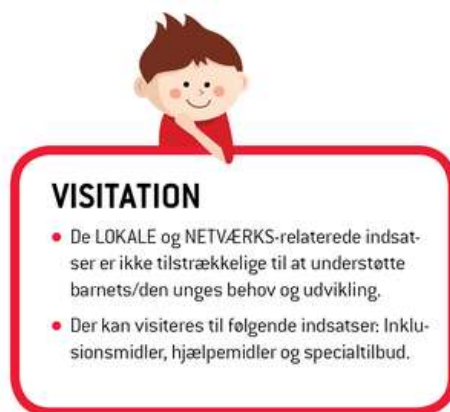 VISITATION
• De LOKALE og NETVÆRKS-relaterede indsat-
ser er ikke tilstrækkelige til at understøtte
barnets/den unges behov og udvikling.
• Der kan visiteres til følgende indsatser: Inklu-
sionsmidler, hjælpemidler og specialtilbud.